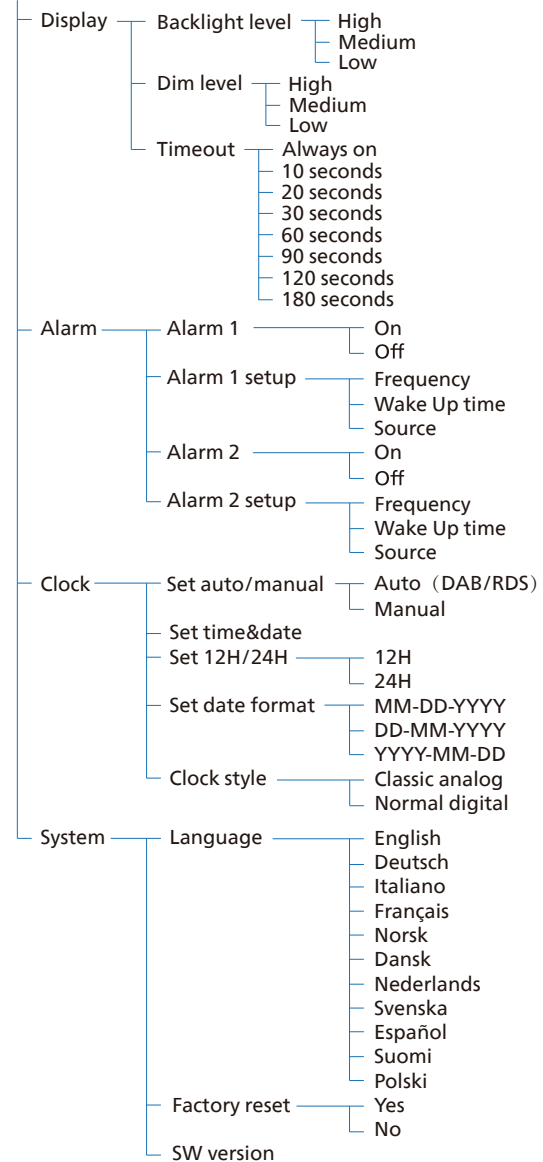 Display Backlight level High
Medium
Low
Dim level High
Medium
Low
Timeout Always on
10 seconds
20 seconds
30 seconds
60 seconds
90 seconds
120 seconds
180 seconds
Alarm Alarm 1 On
Off
Alarm 1 setup Frequency
Wake Up time
Source
Alarm 2 On
Off
Alarm 2 setup Frequency
Wake Up time
Source
Clock Set auto/manual Auto（DAB/RDS）
Manual
Set time&date
Set 12H/24H 12H
24H
Set date format MM-DD-YYYY
DD-MM-YYYY
YYYY-MM-DD
Clock style Classic analog
Normal digital
System Language English
Deutsch
Italiano
Français
Norsk
Dansk
Nederlands
Svenska
Español
Suomi
Polski
Factory reset Yes
No
SW version